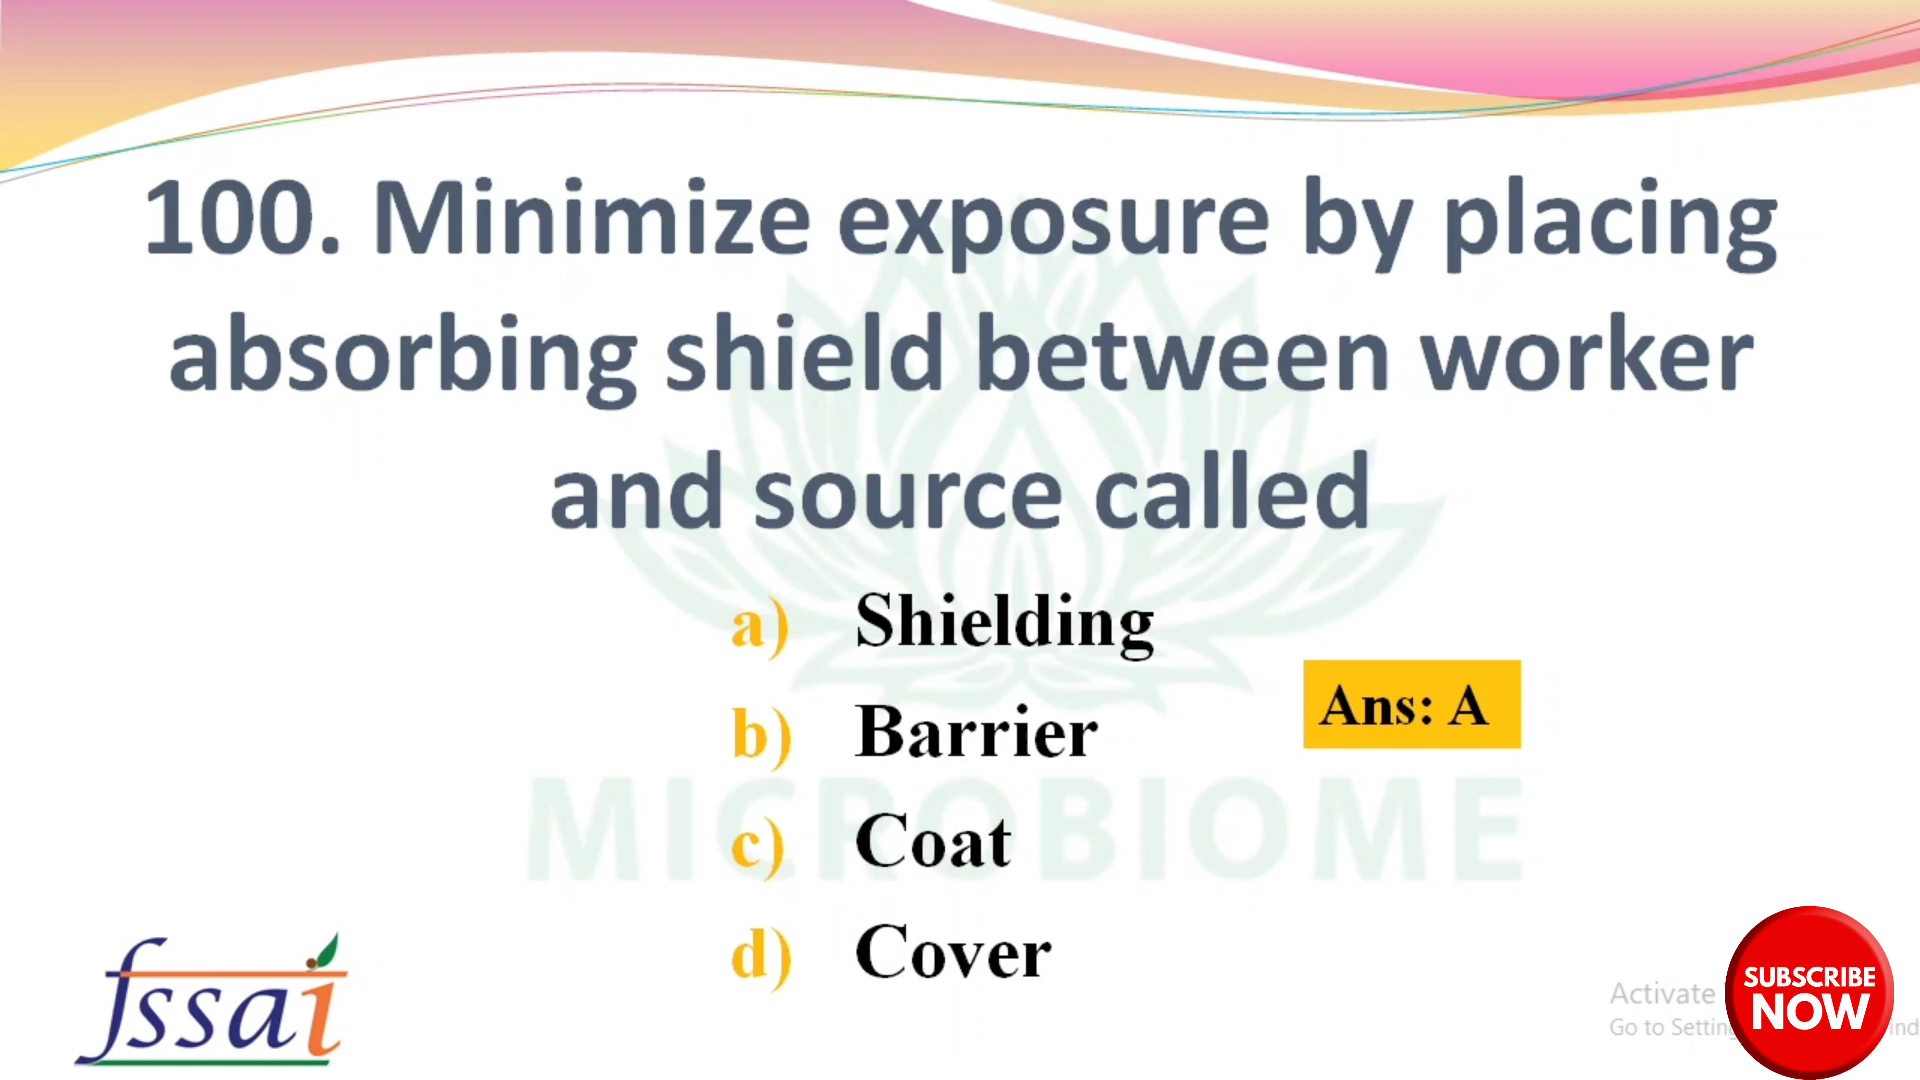 100. Minimize exposure by placing
absorbing shield between worker
and source called
a) Shielding
Ans: A
b) Barrier
MICROBIOME
c) Coat
d) Cover
fssai
Activate
Go to Setting
SUBSCRIBE
NOW